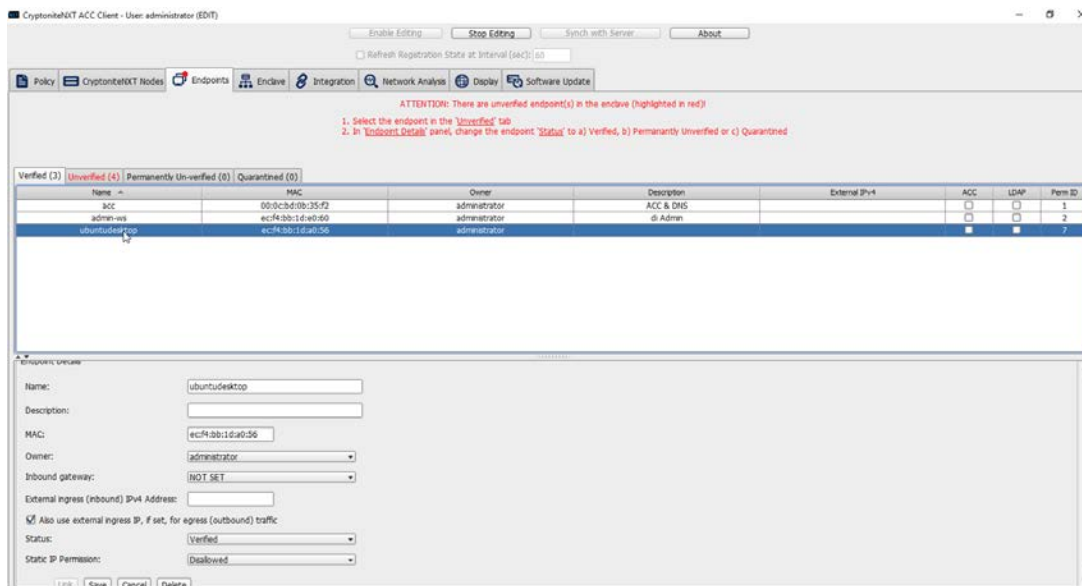 CryptoniteNXT ACC Client - User: administrator (EDIT)
Enable Editing Stop Editing Synch with Server About
Refresh Registration State at Interval (sec): 60
Policy CryptoniteNXT Nodes Endpoints Enclave Integration Network Analysis Display Software Update
ATTENTION: There are unverified endpoint(s) in the enclave (highlighted in red)!
1. Select the endpoint in the 'Unverified' tab
2. In 'Endpoint Details' panel, change the endpoint 'Status' to a) Verified, b) Permanantly Unverified or c) Quarantined
Verified (3) Unverified (4) Permanently Un-verified (0) Quarantined (0)
Name MAC Owner Description External IPv4 ACC LDAP Perm ID
acc 00:0c:bd:0b:35:f2 administrator ACC & DNS 1
admin-ws ec:f4:bb:1d:e0:60 administrator di Admin 2
ubuntudesktop ec:f4:bb:1d:a0:56 administrator 7
Endpoint Details
Name: ubuntudesktop
Description:
MAC: ec:f4:bb:1d:a0:56
Owner: administrator
Inbound gateway: NOT SET
External ingress (inbound) IPv4 Address:
Also use external ingress IP, if set, for egress (outbound) traffic
Status: Verified
Static IP Permission: Disallowed
Link Save Cancel Delete